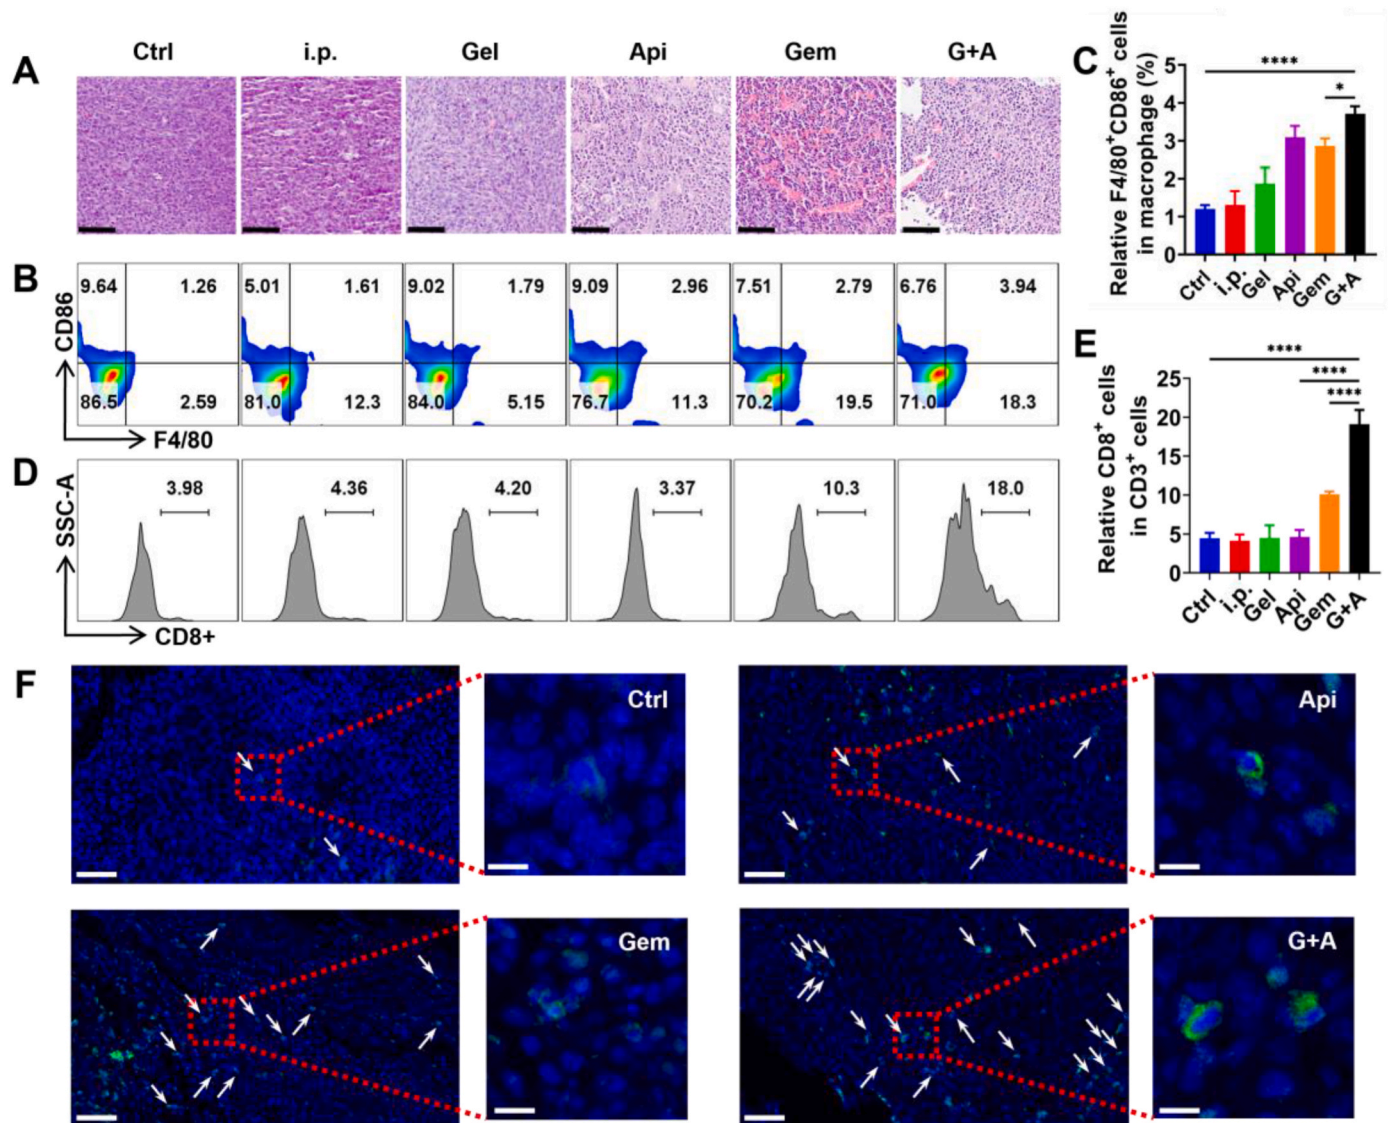 Ctrl i.p. Gel Api Gem G+A
A
B
CD86
9.64 1.26 5.01 1.61 9.02 1.79 9.09 2.96 7.51 2.79 6.76 3.94
86.5 2.59 81.0 12.3 84.0 5.15 76.7 11.3 70.2 19.5 71.0 18.3
F4/80
D
SSC-A
3.98 4.36 4.20 3.37 10.3 18.0
CD8+
C
Relative F4/80⁺CD86⁺ cells
in macrophage (%)
5
4
3
2
1
0
****
*
Ctrl i.p. Gel Api Gem G+A
E
Relative CD8⁺ cells
in CD3⁺ cells
25
20
15
10
5
0
****
****
****
Ctrl i.p. Gel Api Gem G+A
F
Ctrl Api
Gem G+A